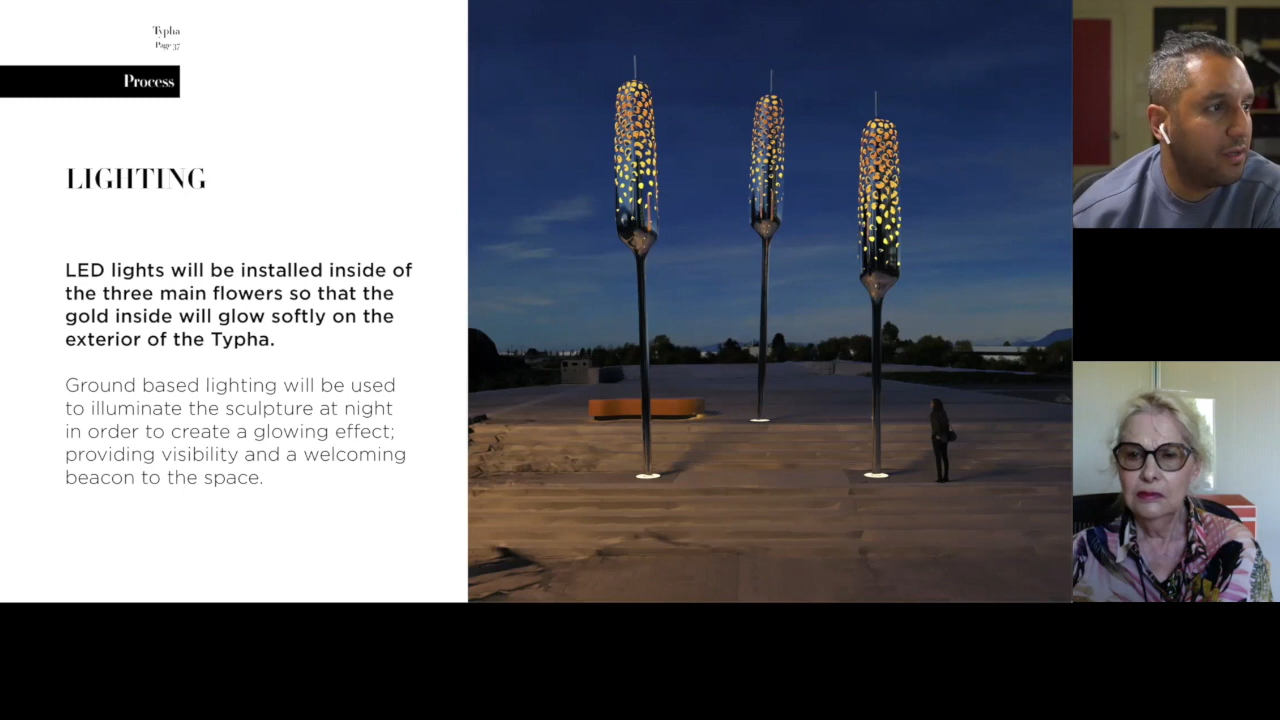 Typha
Page 37
Process
LIGHTING
LED lights will be installed inside of
the three main flowers so that the
gold inside will glow softly on the
exterior of the Typha.
Ground based lighting will be used
to illuminate the sculpture at night
in order to create a glowing effect;
providing visibility and a welcoming
beacon to the space.